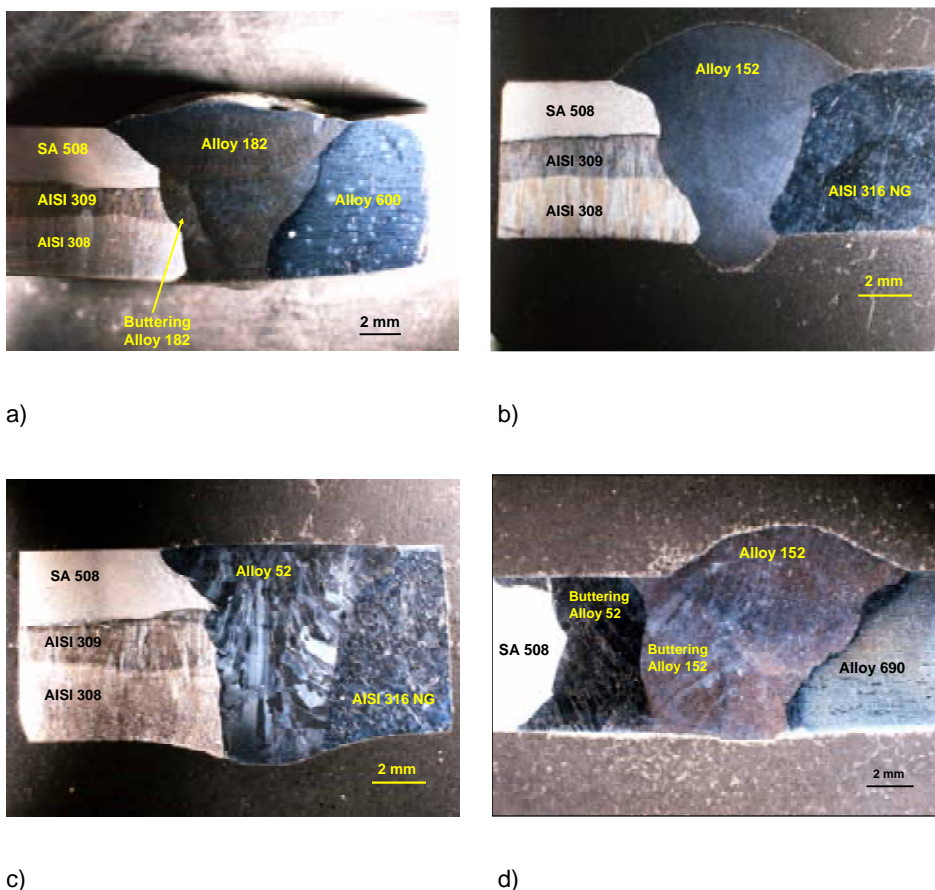 Alloy 182
SA 508
AISI 309
Alloy 600
AISI 308
Buttering
Alloy 182
2 mm
a)
Alloy 152
SA 508
AISI 309
AISI 316 NG
AISI 308
2 mm
b)
Alloy 52
SA 508
AISI 309
AISI 308
AISI 316 NG
2 mm
c)
Alloy 152
Buttering
Alloy 52
SA 508
Buttering
Alloy 152
Alloy 690
2 mm
d)